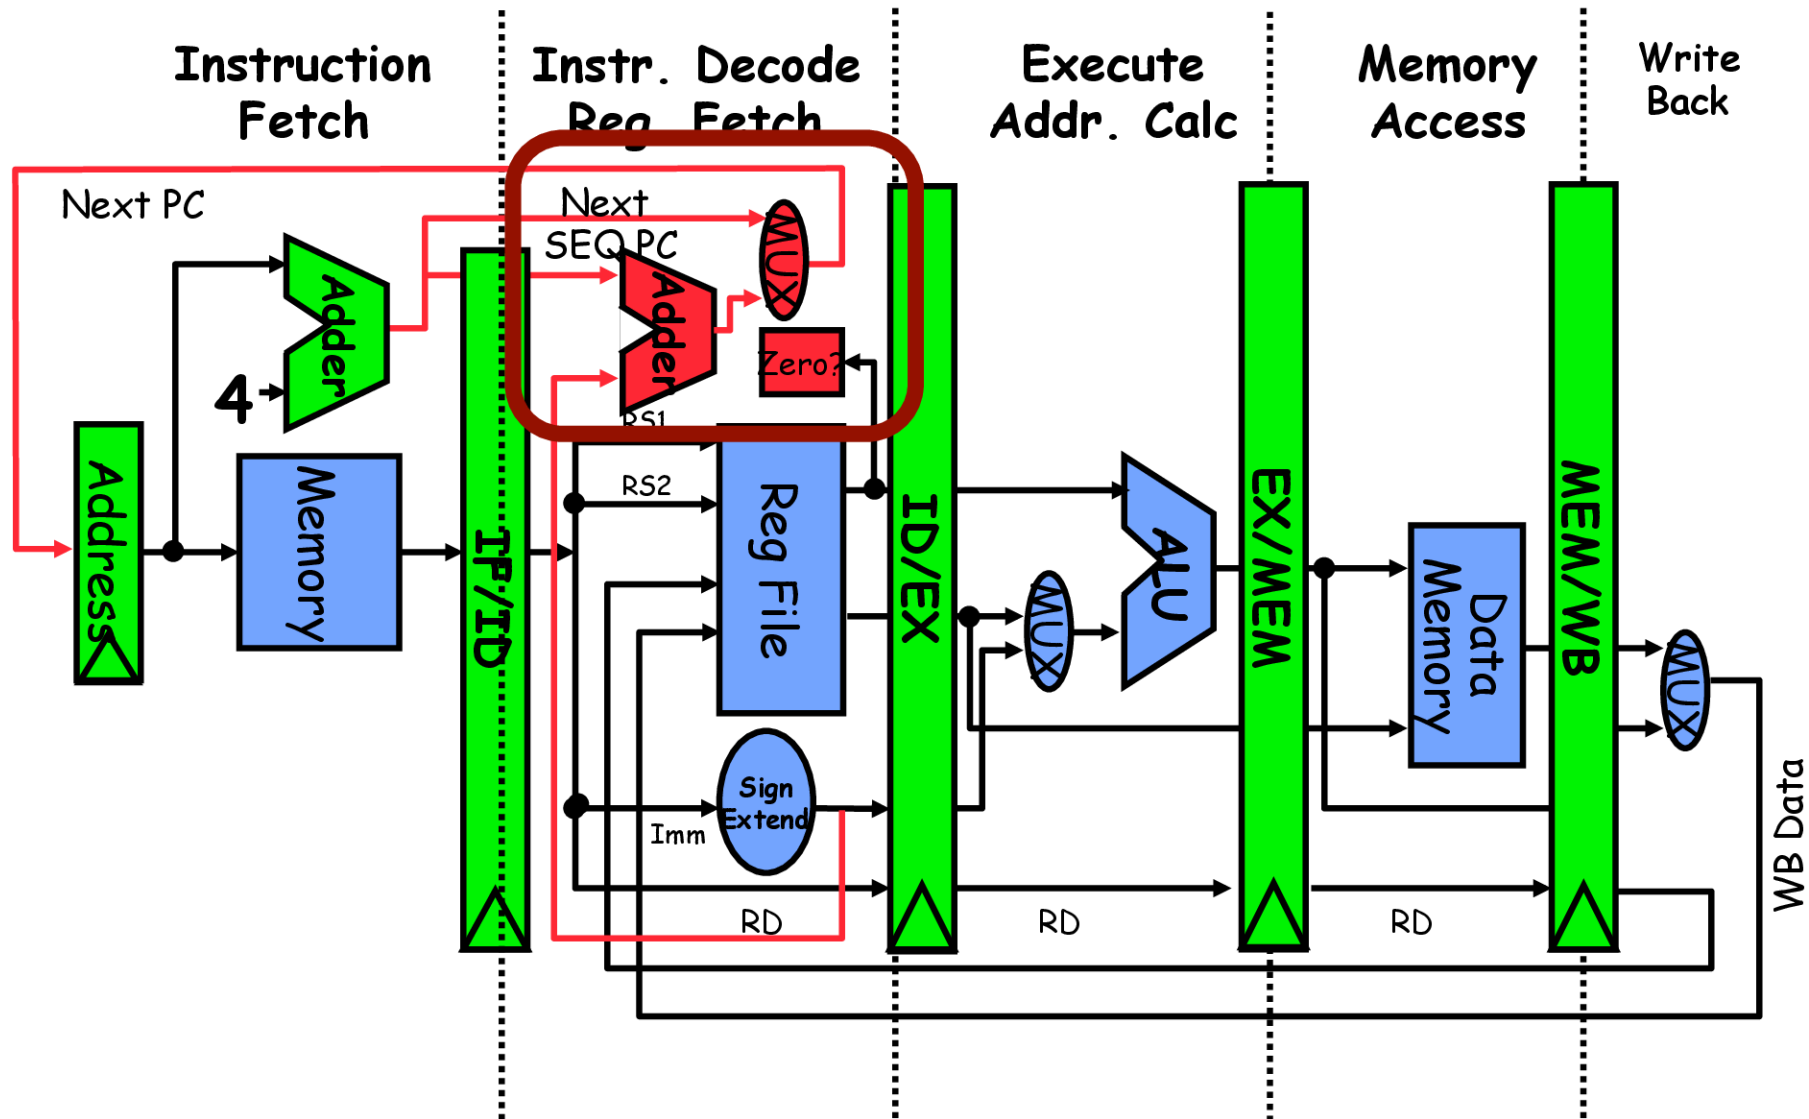 Instruction
Fetch
Instr. Decode
Reg. Fetch
Execute
Addr. Calc
Memory
Access
Write
Back
Next PC
Next
SEQ PC
MUX
Adder
Adder
Zero?
4
RS1
Address
Memory
IF/ID
RS2
Reg File
ID/EX
MUX
ALU
EX/MEM
Data
Memory
MEM/WB
MUX
Sign
Extend
Imm
WB Data
RD
RD
RD